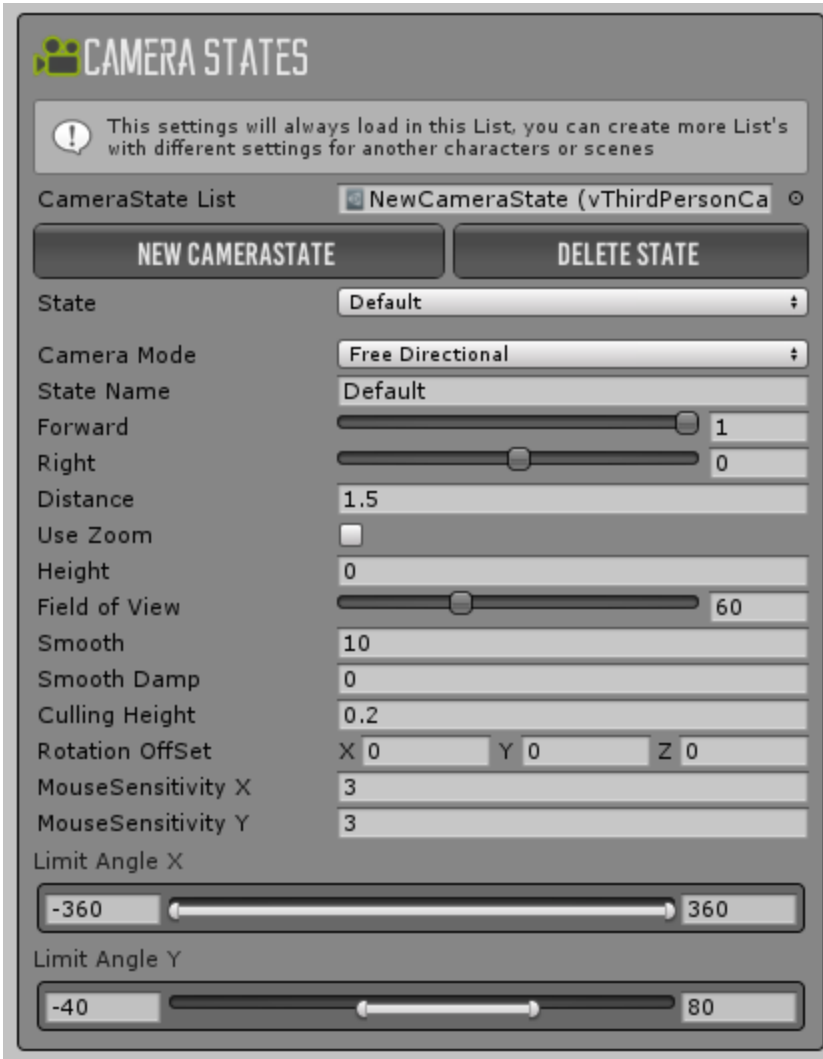 CAMERA STATES
This settings will always load in this List, you can create more List's
with different settings for another characters or scenes
CameraState List NewCameraState (vThirdPersonCa
NEW CAMERASTATE DELETE STATE
State Default
Camera Mode Free Directional
State Name Default
Forward 1
Right 0
Distance 1.5
Use Zoom
Height 0
Field of View 60
Smooth 10
Smooth Damp 0
Culling Height 0.2
Rotation OffSet X 0 Y 0 Z 0
MouseSensitivity X 3
MouseSensitivity Y 3
Limit Angle X
-360 360
Limit Angle Y
-40 80